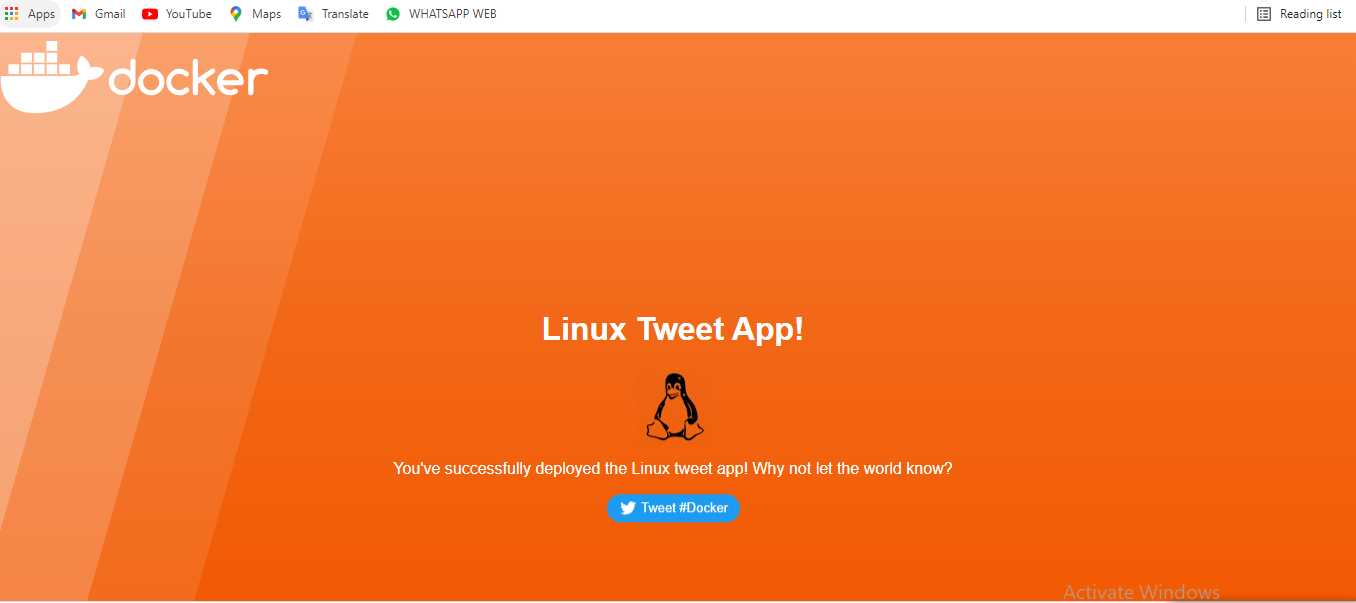 Apps Gmail YouTube Maps Translate WHATSAPP WEB Reading list
docker
Linux Tweet App!
You've successfully deployed the Linux tweet app! Why not let the world know?
Tweet #Docker
Activate Windows